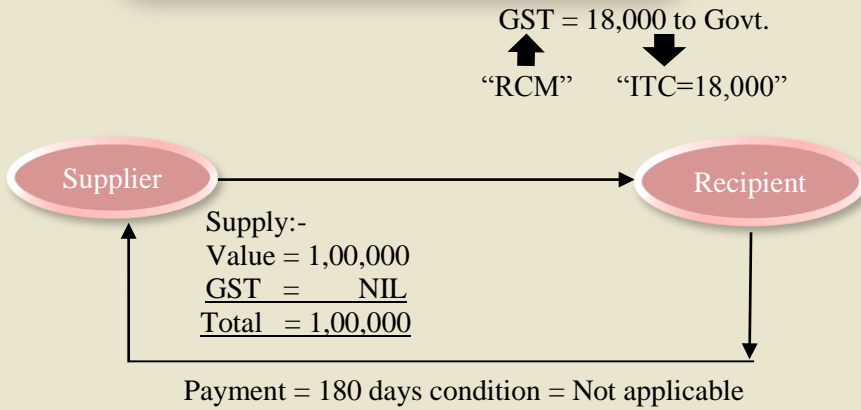 GST = 18,000 to Govt.
“RCM” “ITC=18,000”
Supplier
Recipient
Supply:-
Value = 1,00,000
GST = NIL
Total = 1,00,000
Payment = 180 days condition = Not applicable